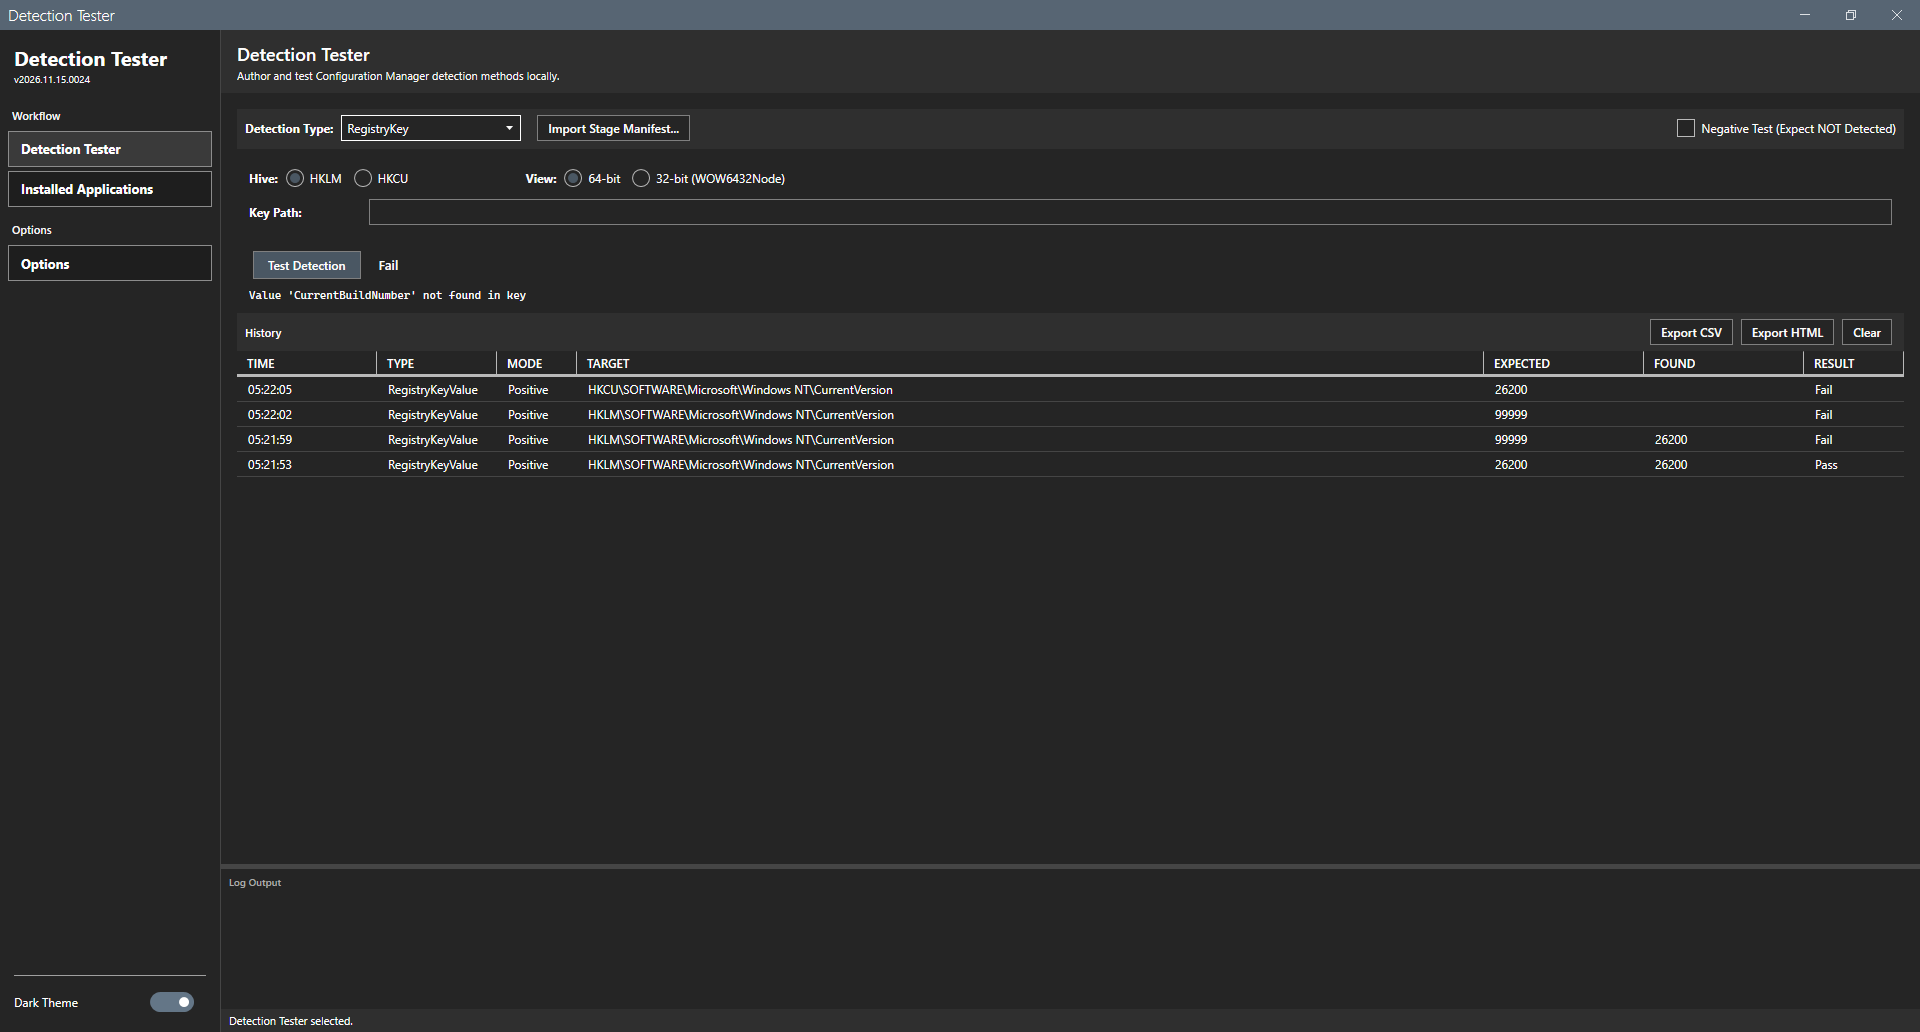 Detection Tester
Detection Tester
v2026.11.15.0024
Workflow
Detection Tester
Installed Applications
Options
Options
Dark Theme
Detection Tester
Author and test Configuration Manager detection methods locally.
Detection Type: RegistryKey Import Stage Manifest... Negative Test (Expect NOT Detected)
Hive: HKLM HKCU View: 64-bit 32-bit (WOW6432Node)
Key Path:
Test Detection Fail
Value 'CurrentBuildNumber' not found in key
History Export CSV Export HTML Clear
TIME TYPE MODE TARGET EXPECTED FOUND RESULT
05:22:05 RegistryKeyValue Positive HKCU\SOFTWARE\Microsoft\Windows NT\CurrentVersion 26200 Fail
05:22:02 RegistryKeyValue Positive HKLM\SOFTWARE\Microsoft\Windows NT\CurrentVersion 99999 Fail
05:21:59 RegistryKeyValue Positive HKLM\SOFTWARE\Microsoft\Windows NT\CurrentVersion 99999 26200 Fail
05:21:53 RegistryKeyValue Positive HKLM\SOFTWARE\Microsoft\Windows NT\CurrentVersion 26200 26200 Pass
Log Output
Detection Tester selected.